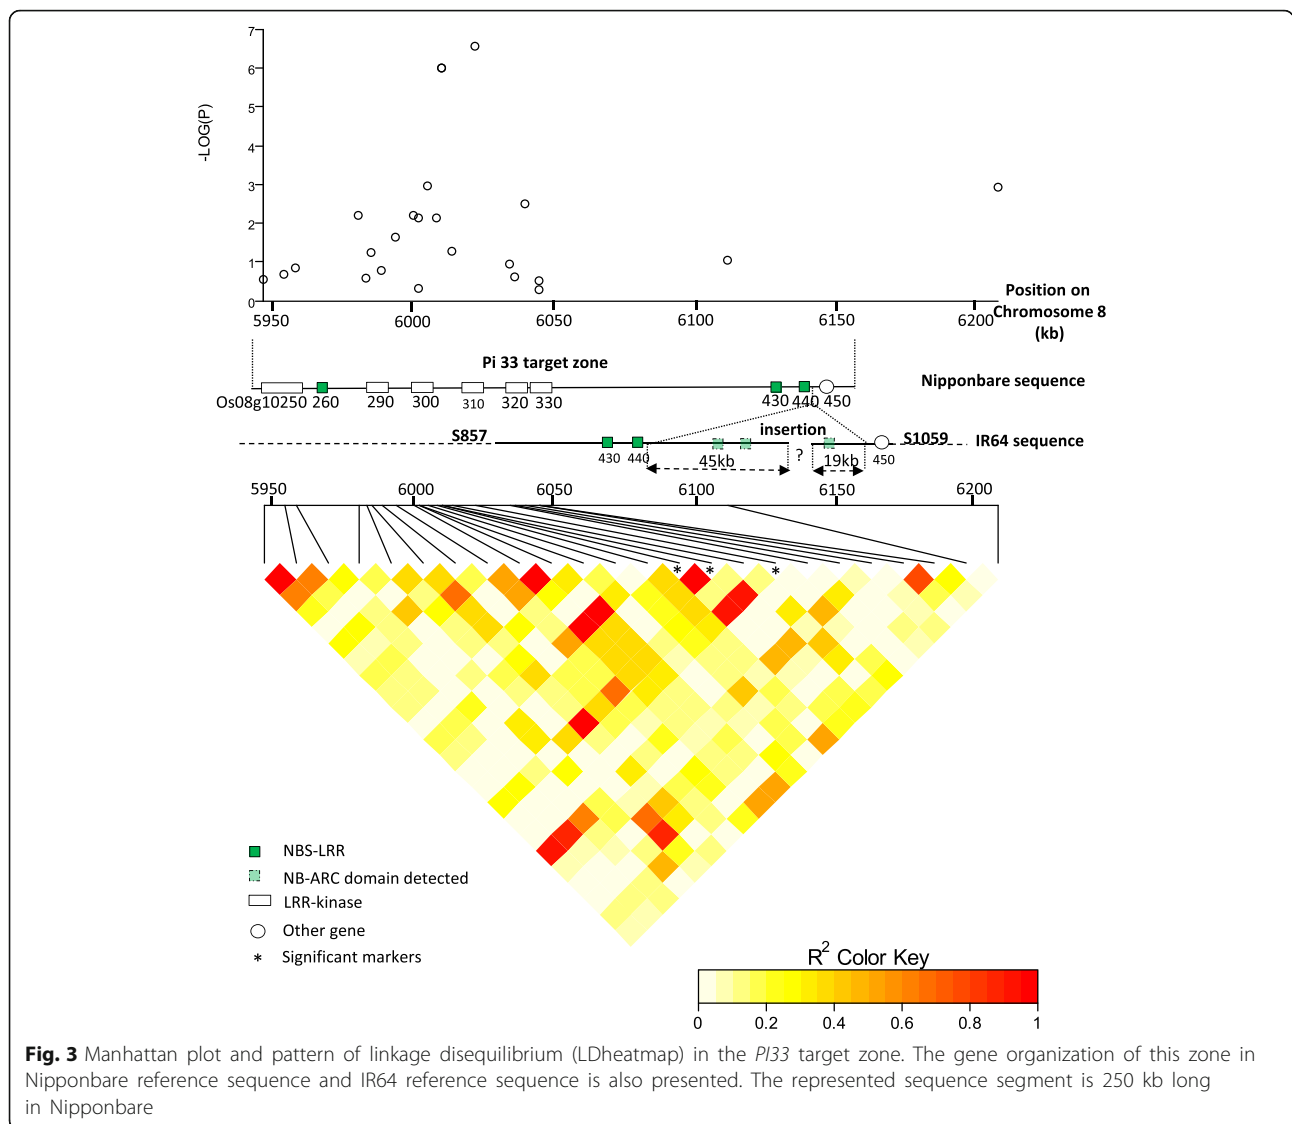 7
6
5
4
3
2
1
0
-LOG(P)
5950 6000 6050 6100 6150 6200
Position on
Chromosome 8
(kb)
Pi 33 target zone
Nipponbare sequence
Os08g10250 260 290 300 310 320 330 430 440 450
insertion
S857 S1059 IR64 sequence
430 440 45kb ? 19kb 450
5950 6000 6050 6100 6150 6200
* * *
NBS-LRR
NB-ARC domain detected
LRR-kinase
Other gene
* Significant markers
R² Color Key
0 0.2 0.4 0.6 0.8 1
Fig. 3 Manhattan plot and pattern of linkage disequilibrium (LDheatmap) in the PI33 target zone. The gene organization of this zone in
Nipponbare reference sequence and IR64 reference sequence is also presented. The represented sequence segment is 250 kb long
in Nipponbare